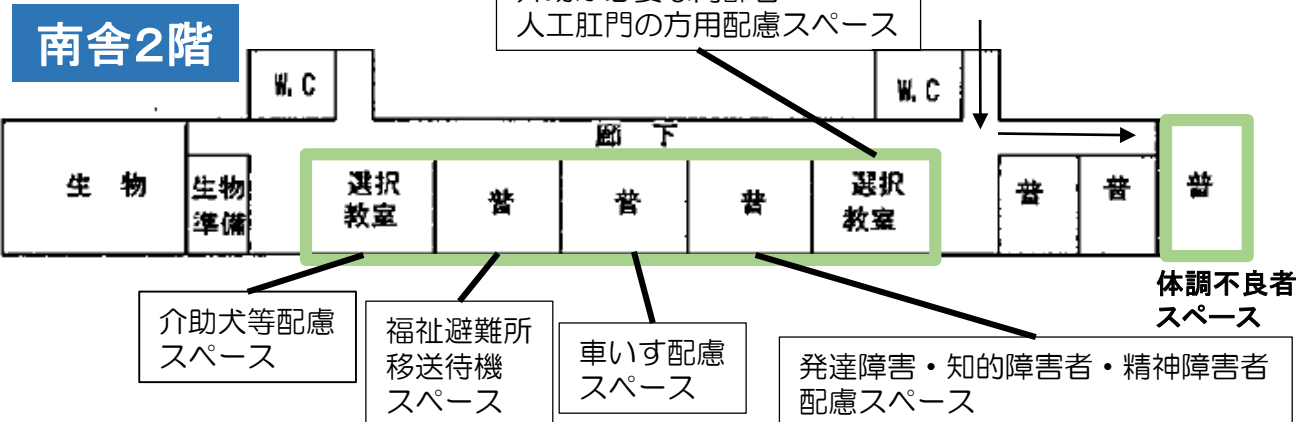 人工肛門の方用配慮スペース
南舎2階
W.C
W.C
廊 下
生 物
生物
準備
選択
教室
普
普
普
選択
教室
普
普
普
体調不良者
スペース
介助犬等配慮
スペース
福祉避難所
移送待機
スペース
車いす配慮
スペース
発達障害・知的障害者・精神障害者
配慮スペース